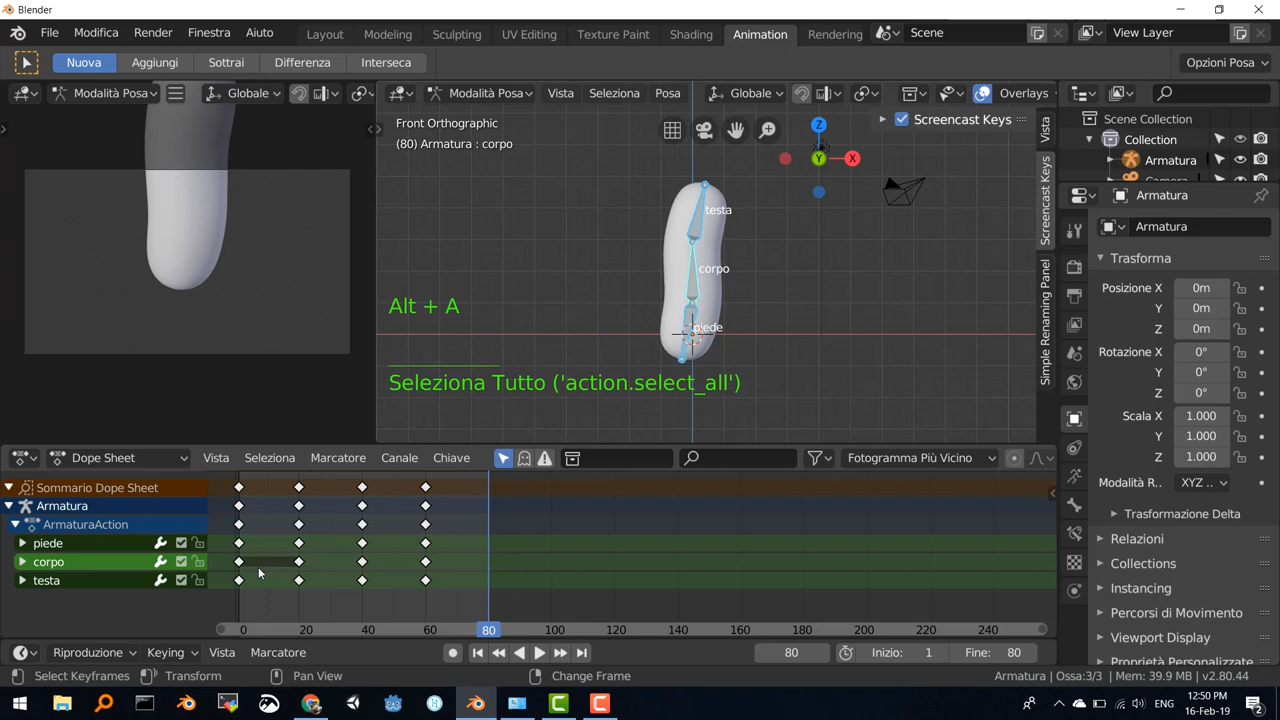 Blender
File Modifica Render Finestra Aiuto Layout Modeling Sculpting UV Editing Texture Paint Shading Animation Rendering Scene View Layer
Nuova Aggiungi Sottrai Differenza Interseca Opzioni Posa
Modalità Posa Globale Modalità Posa Vista Seleziona Posa Globale Overlays
Front Orthographic
(80) Armatura : corpo
Screencast Keys
Z
Y
X
testa
corpo
piede
Alt + A
Seleziona Tutto ('action.select_all')
Vista
Screencast Keys
Simple Renaming Panel
Scene Collection
Collection
Armatura
Armatura
Armatura
Trasforma
Posizione X 0m
Y 0m
Z 0m
Rotazione X 0°
Y 0°
Z 0°
Scala X 1.000
Y 1.000
Z 1.000
Modalità R.. XYZ ..
Trasformazione Delta
Relazioni
Collections
Instancing
Percorsi di Movimento
Viewport Display
Proprietà Personalizzate
Dope Sheet Vista Seleziona Marcatore Canale Chiave Fotogramma Più Vicino
Sommario Dope Sheet
Armatura
ArmaturaAction
piede
corpo
testa
0 20 40 60 80 100 120 140 160 180 200 220 240
Riproduzione Keying Vista Marcatore 80 Inizio: 1 Fine: 80
Select Keyframes Transform Pan View Change Frame Armatura | Ossa:3/3 | Mem: 39.9 MB | v2.80.44
ENG 12:50 PM
16-Feb-19
2